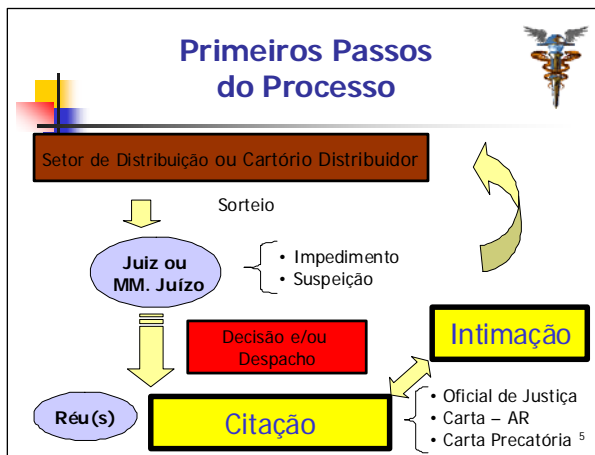 Primeiros Passos
do Processo
Setor de Distribuição ou Cartório Distribuidor
Sorteio
Juiz ou
MM. Juízo
• Impedimento
• Suspeição
Decisão e/ou
Despacho
Intimação
Réu(s)
Citação
• Oficial de Justiça
• Carta – AR
• Carta Precatória 5